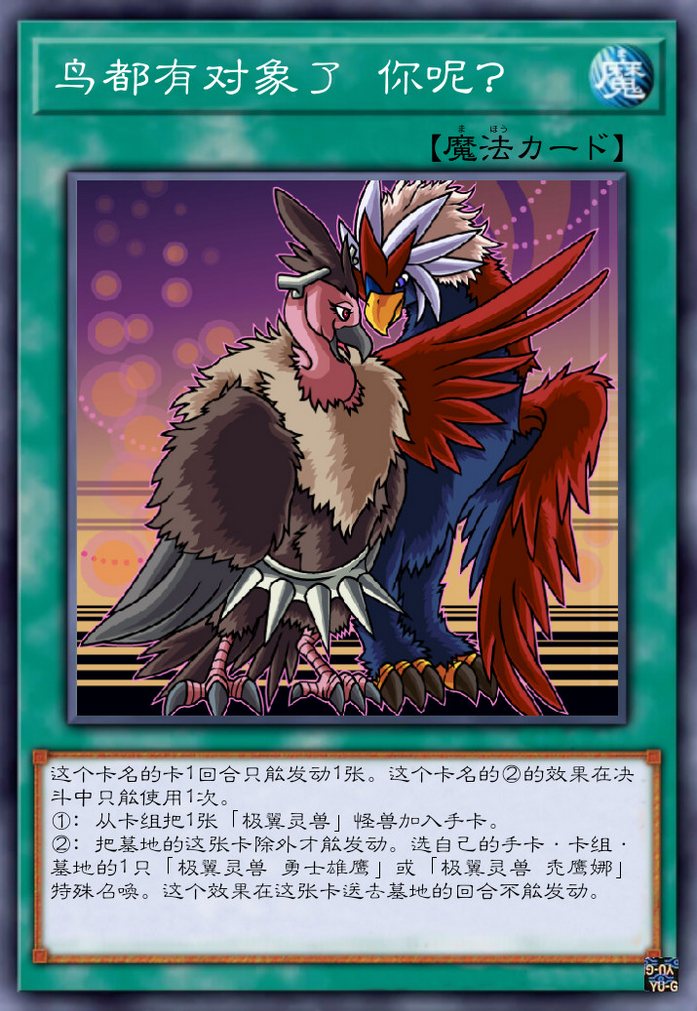 鸟都有对象了 你呢？
魔
まほう
【魔法カード】
这个卡名的卡1回合只能发动1张。这个卡名的②的效果在决
斗中只能使用1次。
①：从卡组把1张「极翼灵兽」怪兽加入手卡。
②：把墓地的这张卡除外才能发动。选自己的手卡·卡组·
墓地的1只「极翼灵兽 勇士雄鹰」或「极翼灵兽 秃鹰娜」
特殊召唤。这个效果在这张卡送去墓地的回合不能发动。
YU-G
YU-G